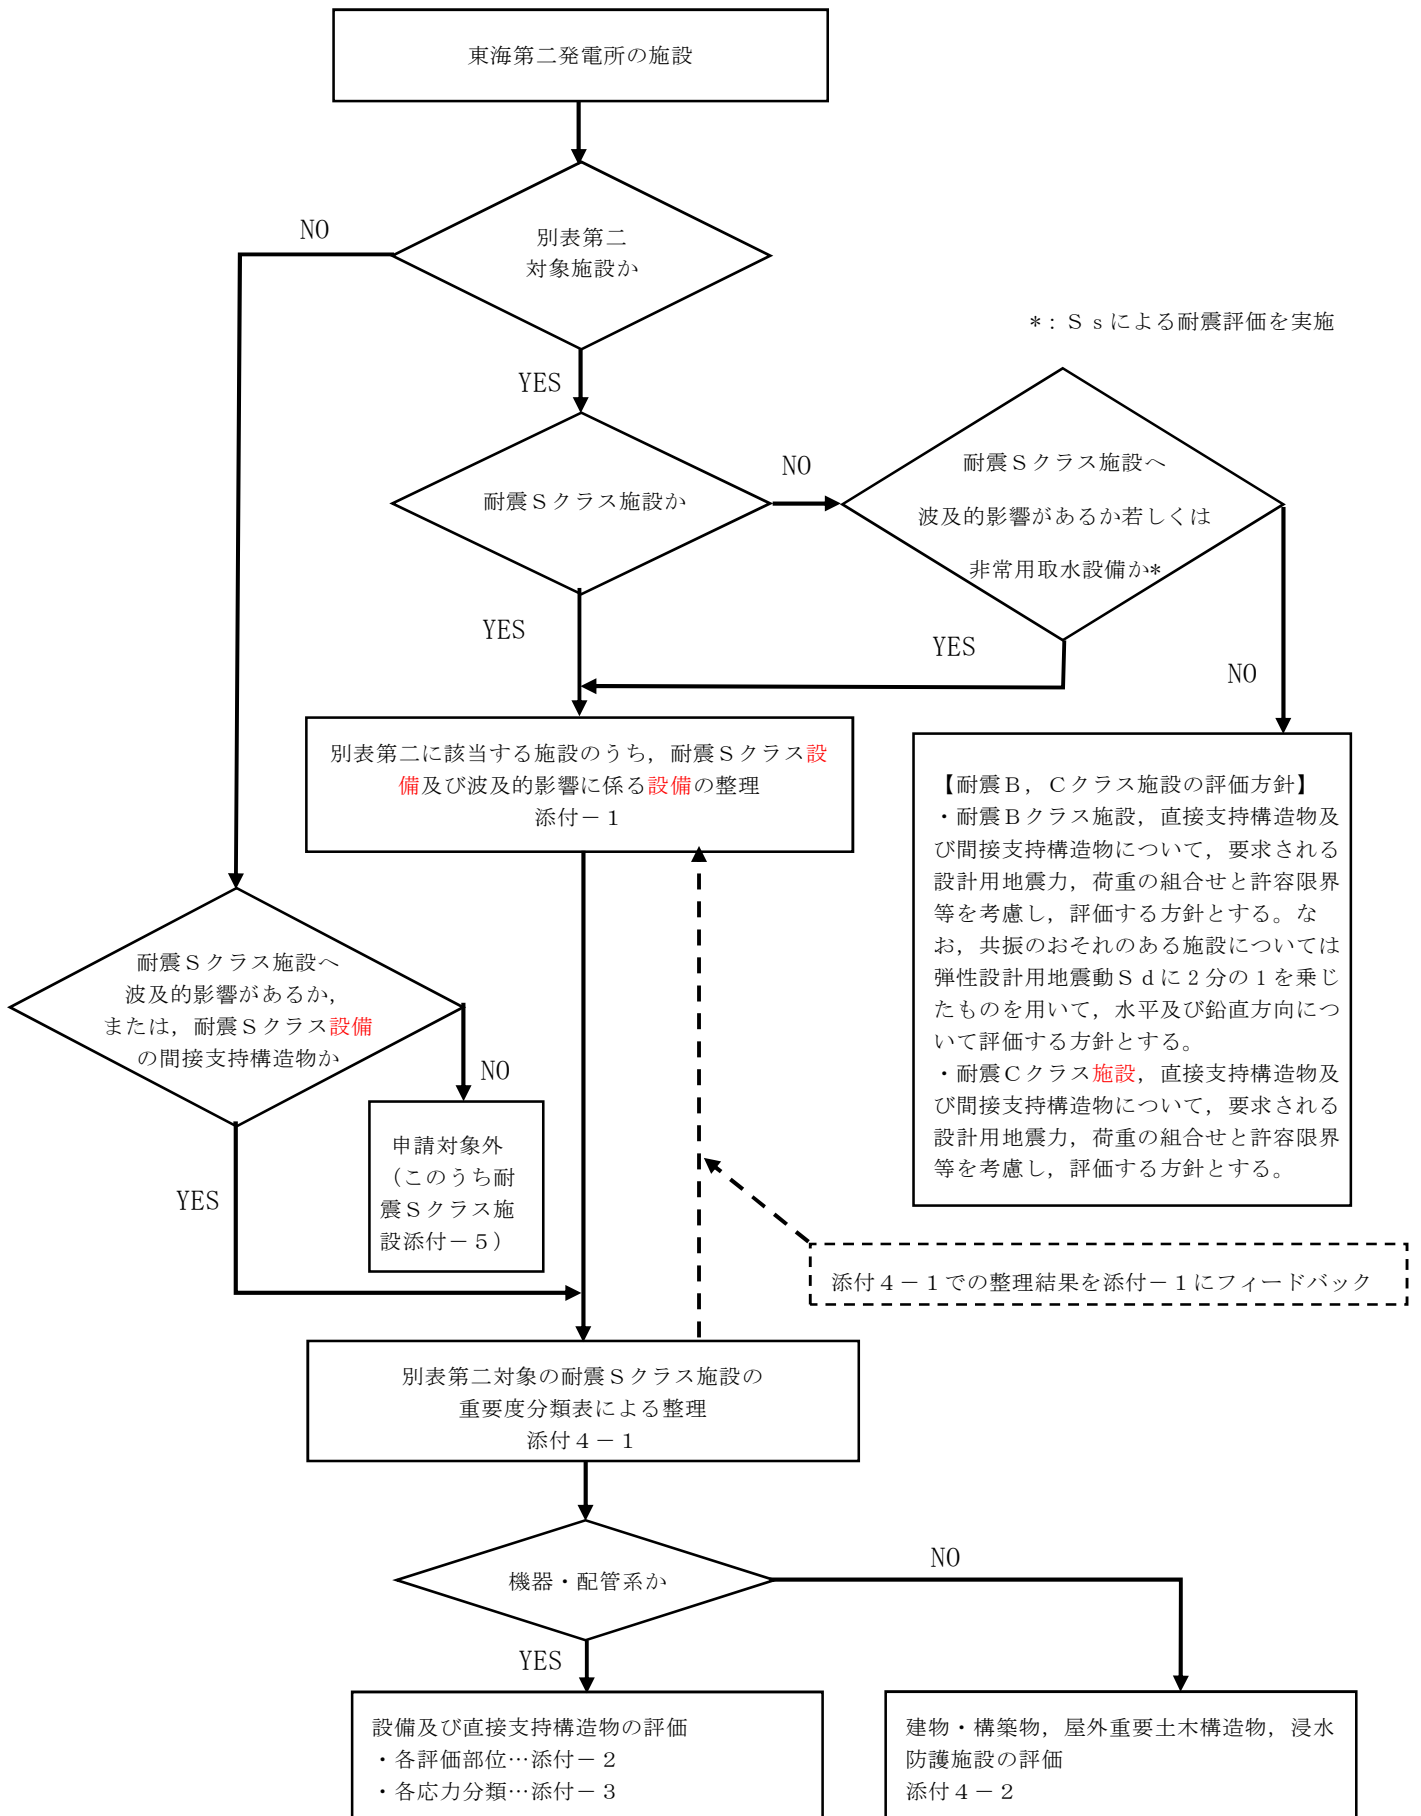 東海第二発電所の施設
NO
別表第二
対象施設か
*：Ｓｓによる耐震評価を実施
YES
NO
耐震Ｓクラス施設か
耐震Ｓクラス施設へ
波及的影響があるか若しくは
非常用取水設備か*
YES
YES
NO
別表第二に該当する施設のうち，耐震Ｓクラス設
備及び波及的影響に係る設備の整理
添付－１
【耐震Ｂ，Ｃクラス施設の評価方針】
・耐震Ｂクラス施設，直接支持構造物及
び間接支持構造物について，要求される
設計用地震力，荷重の組合せと許容限界
等を考慮し，評価する方針とする。な
お，共振のおそれのある施設については
弾性設計用地震動Ｓｄに２分の１を乗じ
たものを用いて，水平及び鉛直方向につ
いて評価する方針とする。
・耐震Ｃクラス施設，直接支持構造物及
び間接支持構造物について，要求される
設計用地震力，荷重の組合せと許容限界
等を考慮し，評価する方針とする。
耐震Ｓクラス施設へ
波及的影響があるか，
または，耐震Ｓクラス設備
の間接支持構造物か
NO
申請対象外
（このうち耐
震Ｓクラス施
設添付－５）
YES
添付４－１での整理結果を添付－１にフィードバック
別表第二対象の耐震Ｓクラス施設の
重要度分類表による整理
添付４－１
機器・配管系か
NO
YES
設備及び直接支持構造物の評価
・各評価部位…添付－２
・各応力分類…添付－３
建物・構築物，屋外重要土木構造物，浸水
防護施設の評価
添付４－２